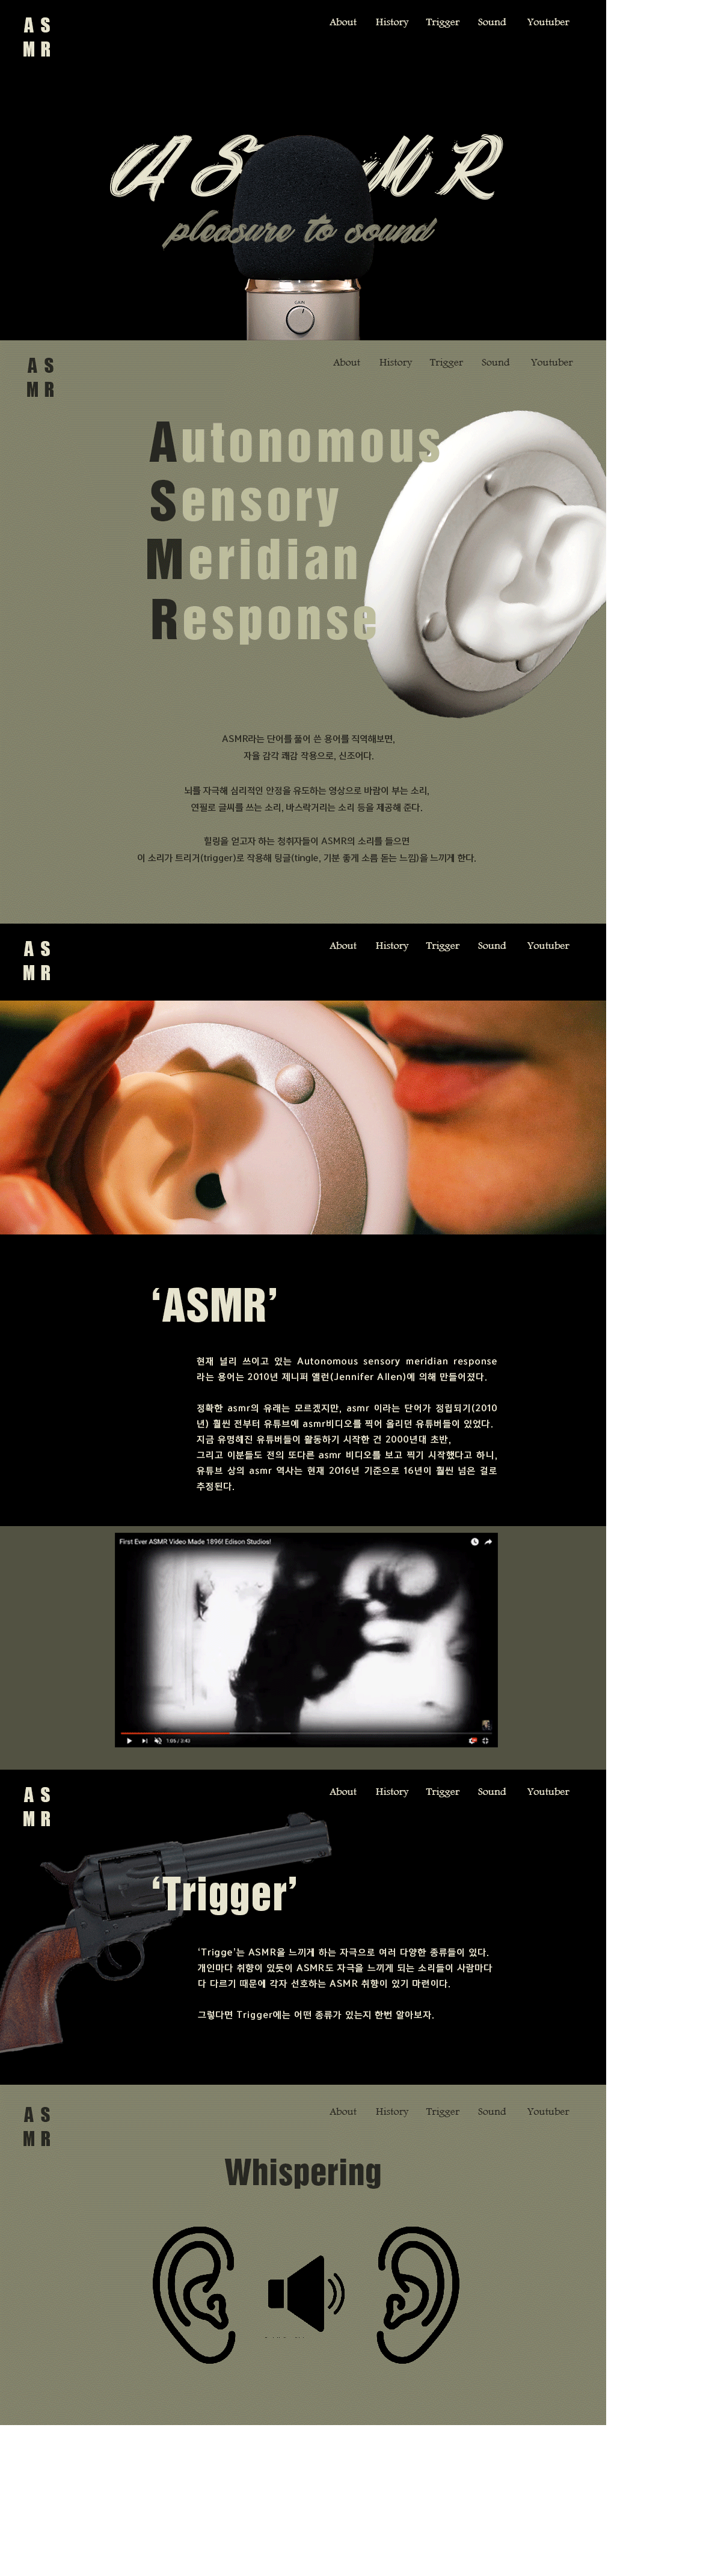 A S
M R
About History Trigger Sound Youtuber
ASMR
pleasure to sound
GAIN
A S
M R
About History Trigger Sound Youtuber
Autonomous
Sensory
Meridian
Response
ASMR라는 단어를 풀어 쓴 용어를 직역해보면,
자율 감각 쾌감 작용으로, 신조어다.
뇌를 자극해 심리적인 안정을 유도하는 영상으로 바람이 부는 소리,
연필로 글씨를 쓰는 소리, 바스락거리는 소리 등을 제공해 준다.
힐링을 얻고자 하는 청취자들이 ASMR의 소리를 들으면
이 소리가 트리거(trigger)로 작용해 팅글(tingle, 기분 좋게 소름 돋는 느낌)을 느끼게 한다.
A S
M R
About History Trigger Sound Youtuber
‘ASMR’
현재 널리 쓰이고 있는 Autonomous sensory meridian response
라는 용어는 2010년 제니퍼 앨런(Jennifer Allen)에 의해 만들어졌다.
정확한 asmr의 유래는 모르겠지만, asmr 이라는 단어가 정립되기(2010
년) 훨씬 전부터 유튜브에 asmr비디오를 찍어 올리던 유튜버들이 있었다.
지금 유명해진 유튜버들이 활동하기 시작한 건 2000년대 초반,
그리고 이분들도 전의 또다른 asmr 비디오를 보고 찍기 시작했다고 하니,
유튜브 상의 asmr 역사는 현재 2016년 기준으로 16년이 훨씬 넘은 걸로
추정된다.
First Ever ASMR Video Made 1896! Edison Studios!
1:05 / 3:43
A S
M R
About History Trigger Sound Youtuber
‘Trigger’
‘Trigge’는 ASMR을 느끼게 하는 자극으로 여러 다양한 종류들이 있다.
개인마다 취향이 있듯이 ASMR도 자극을 느끼게 되는 소리들이 사람마다
다 다르기 때문에 각자 선호하는 ASMR 취향이 있기 마련이다.
그렇다면 Trigger에는 어떤 종류가 있는지 한번 알아보자.
A S
M R
About History Trigger Sound Youtuber
Whispering